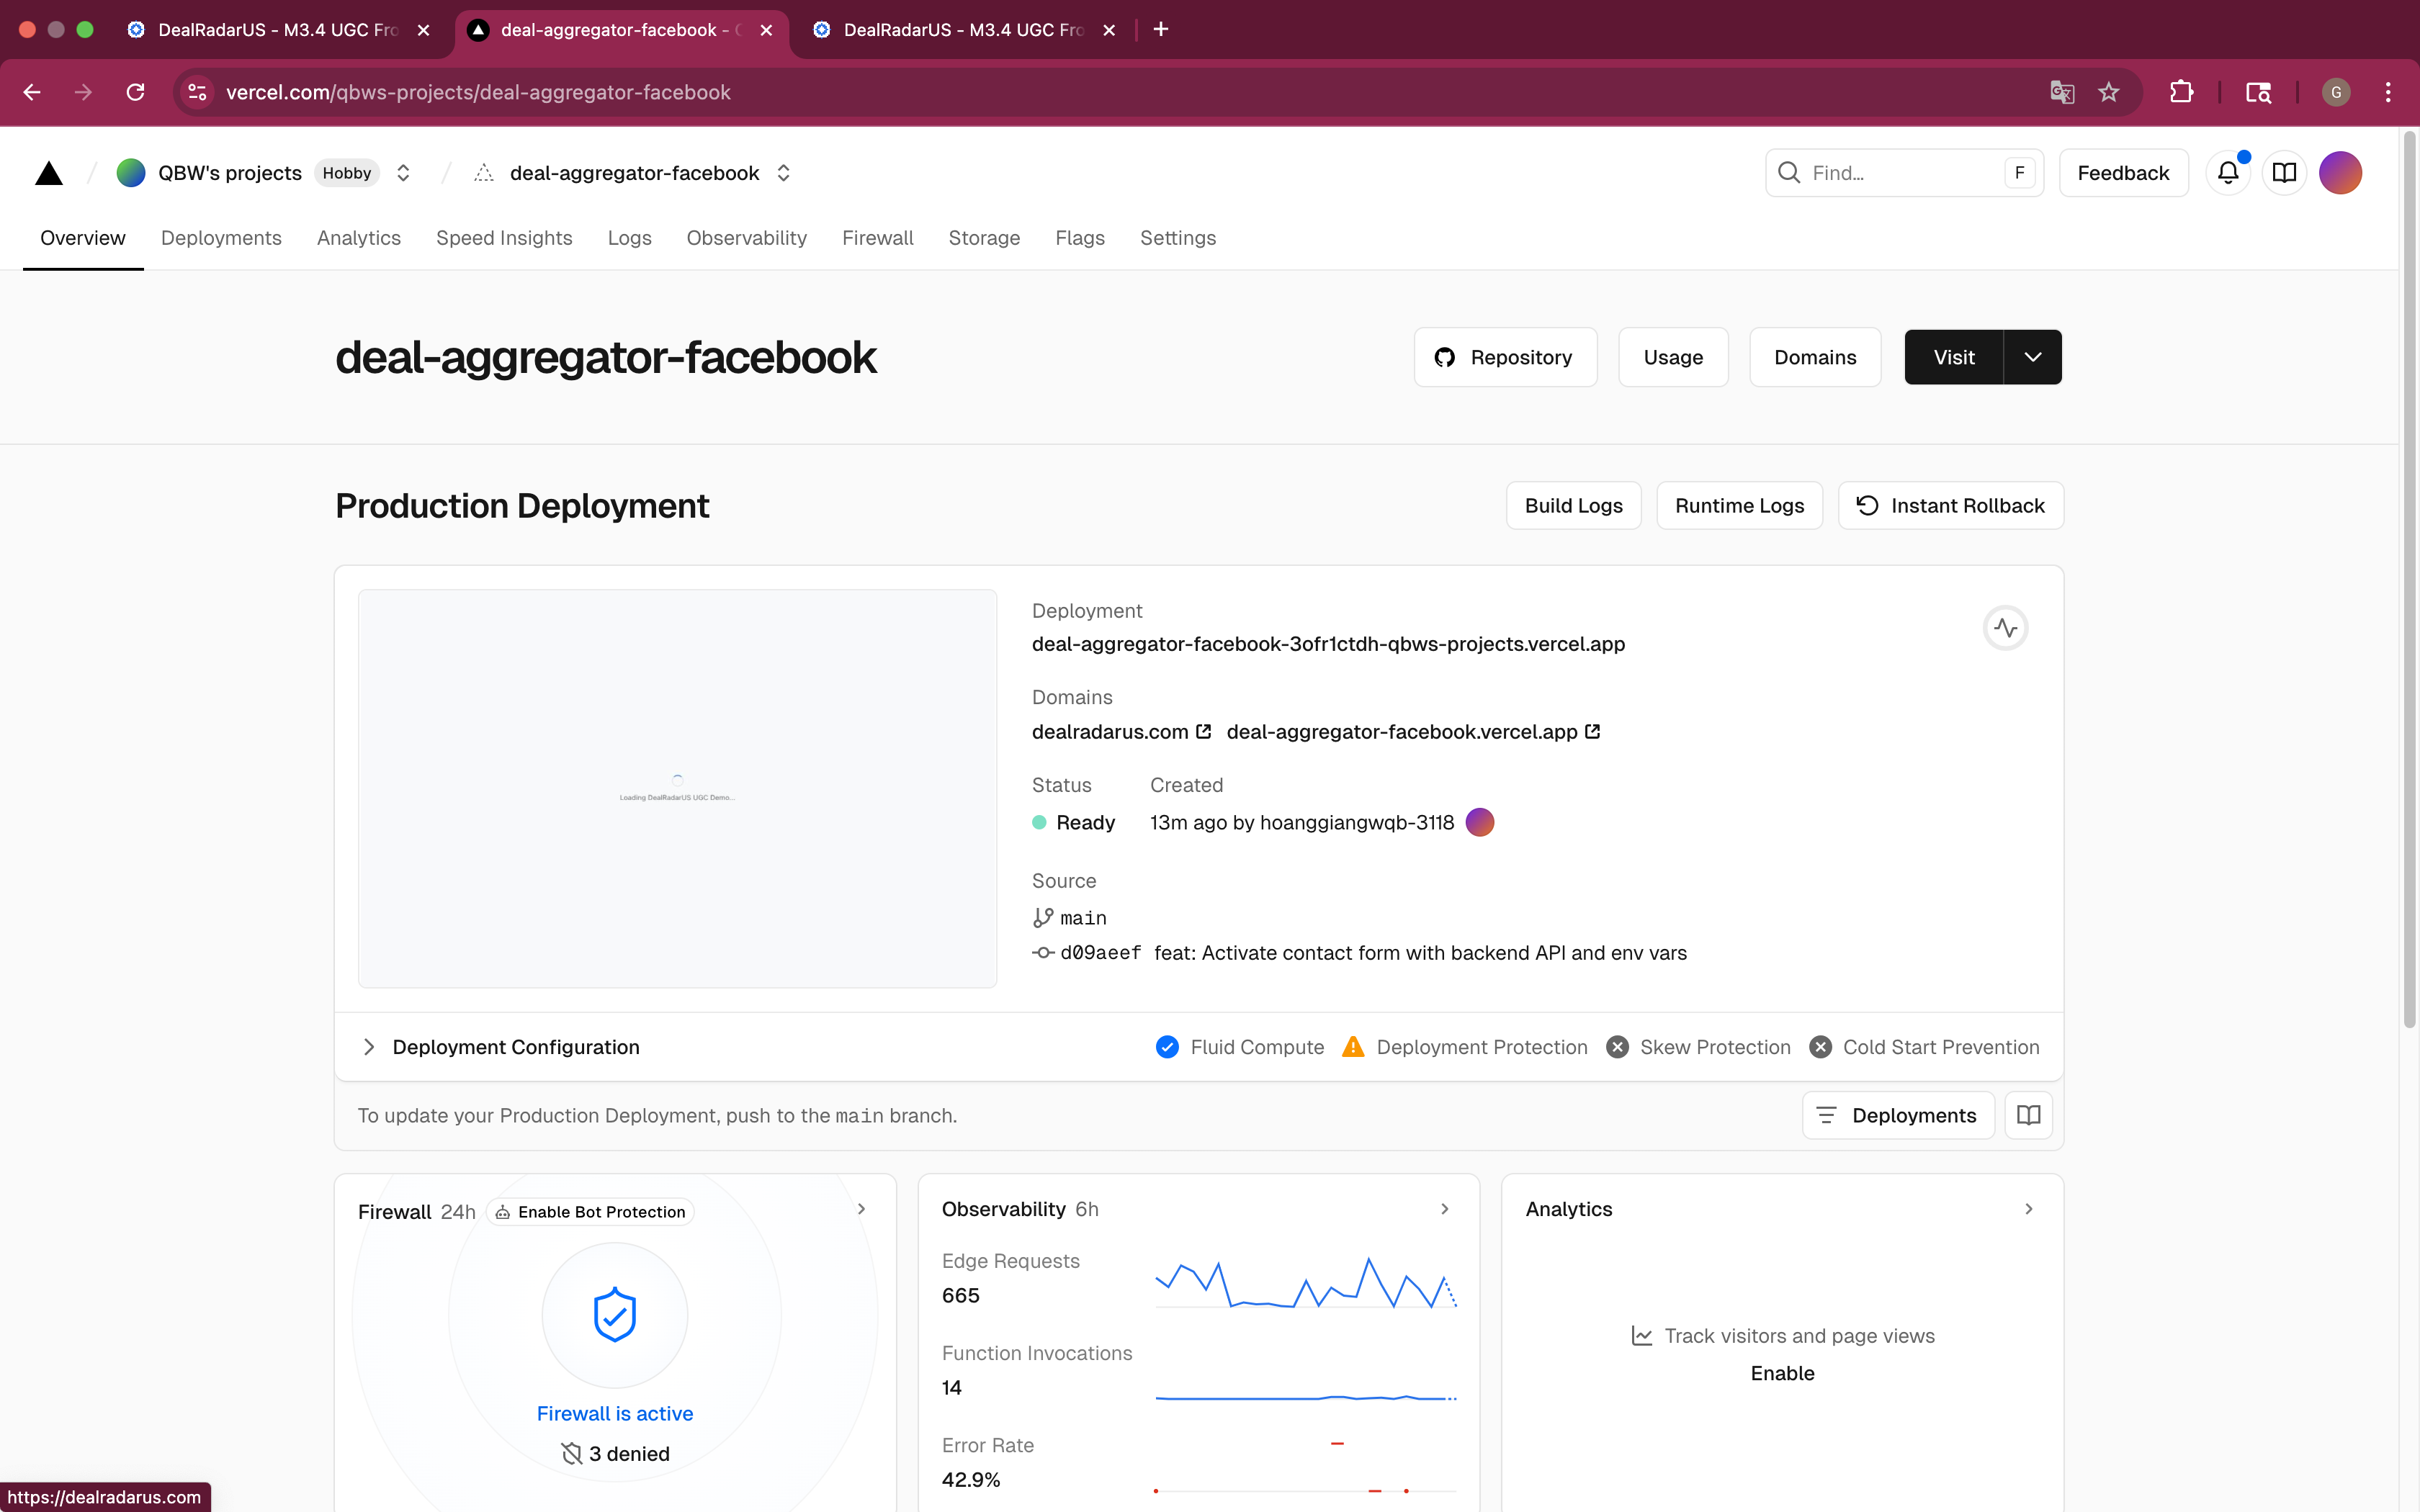 DealRadarUS - M3.4 UGC Fro
deal-aggregator-facebook -
DealRadarUS - M3.4 UGC Fro
vercel.com/qbws-projects/deal-aggregator-facebook
G
QBW's projects Hobby
deal-aggregator-facebook
Find... F
Feedback
Overview Deployments Analytics Speed Insights Logs Observability Firewall Storage Flags Settings
deal-aggregator-facebook
Repository Usage Domains Visit
Production Deployment
Build Logs Runtime Logs Instant Rollback
Loading DealRadarUS UGC Demo...
Deployment
deal-aggregator-facebook-3ofr1ctdh-qbws-projects.vercel.app
Domains
dealradarus.com deal-aggregator-facebook.vercel.app
Status Created
Ready 13m ago by hoanggiangwqb-3118
Source
main
d09aeef feat: Activate contact form with backend API and env vars
Deployment Configuration
Fluid Compute Deployment Protection Skew Protection Cold Start Prevention
To update your Production Deployment, push to the main branch.
Deployments
Firewall 24h Enable Bot Protection
Firewall is active
3 denied
Observability 6h
Edge Requests
665
Function Invocations
14
Error Rate
42.9%
Analytics
Track visitors and page views
Enable
https://dealradarus.com